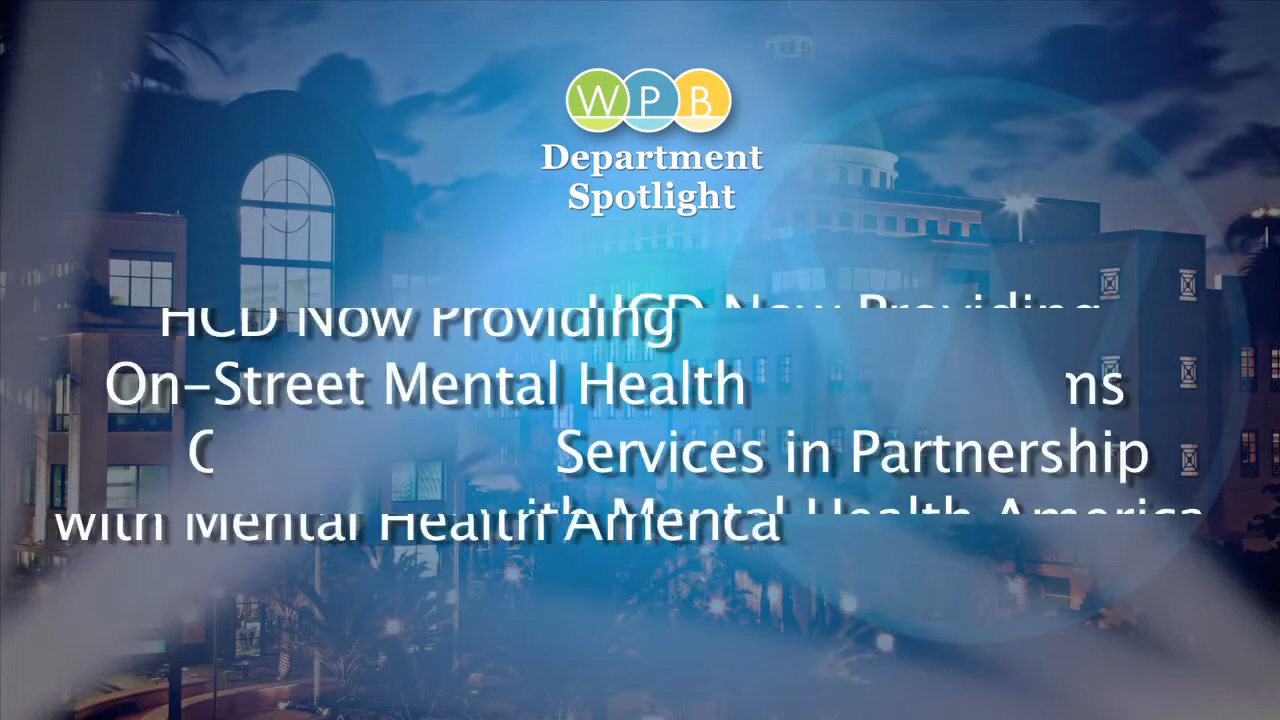 WPB
Department
Spotlight
HCD Now Providing
On-Street Mental Health
Services in Partnership
with Mental Health America